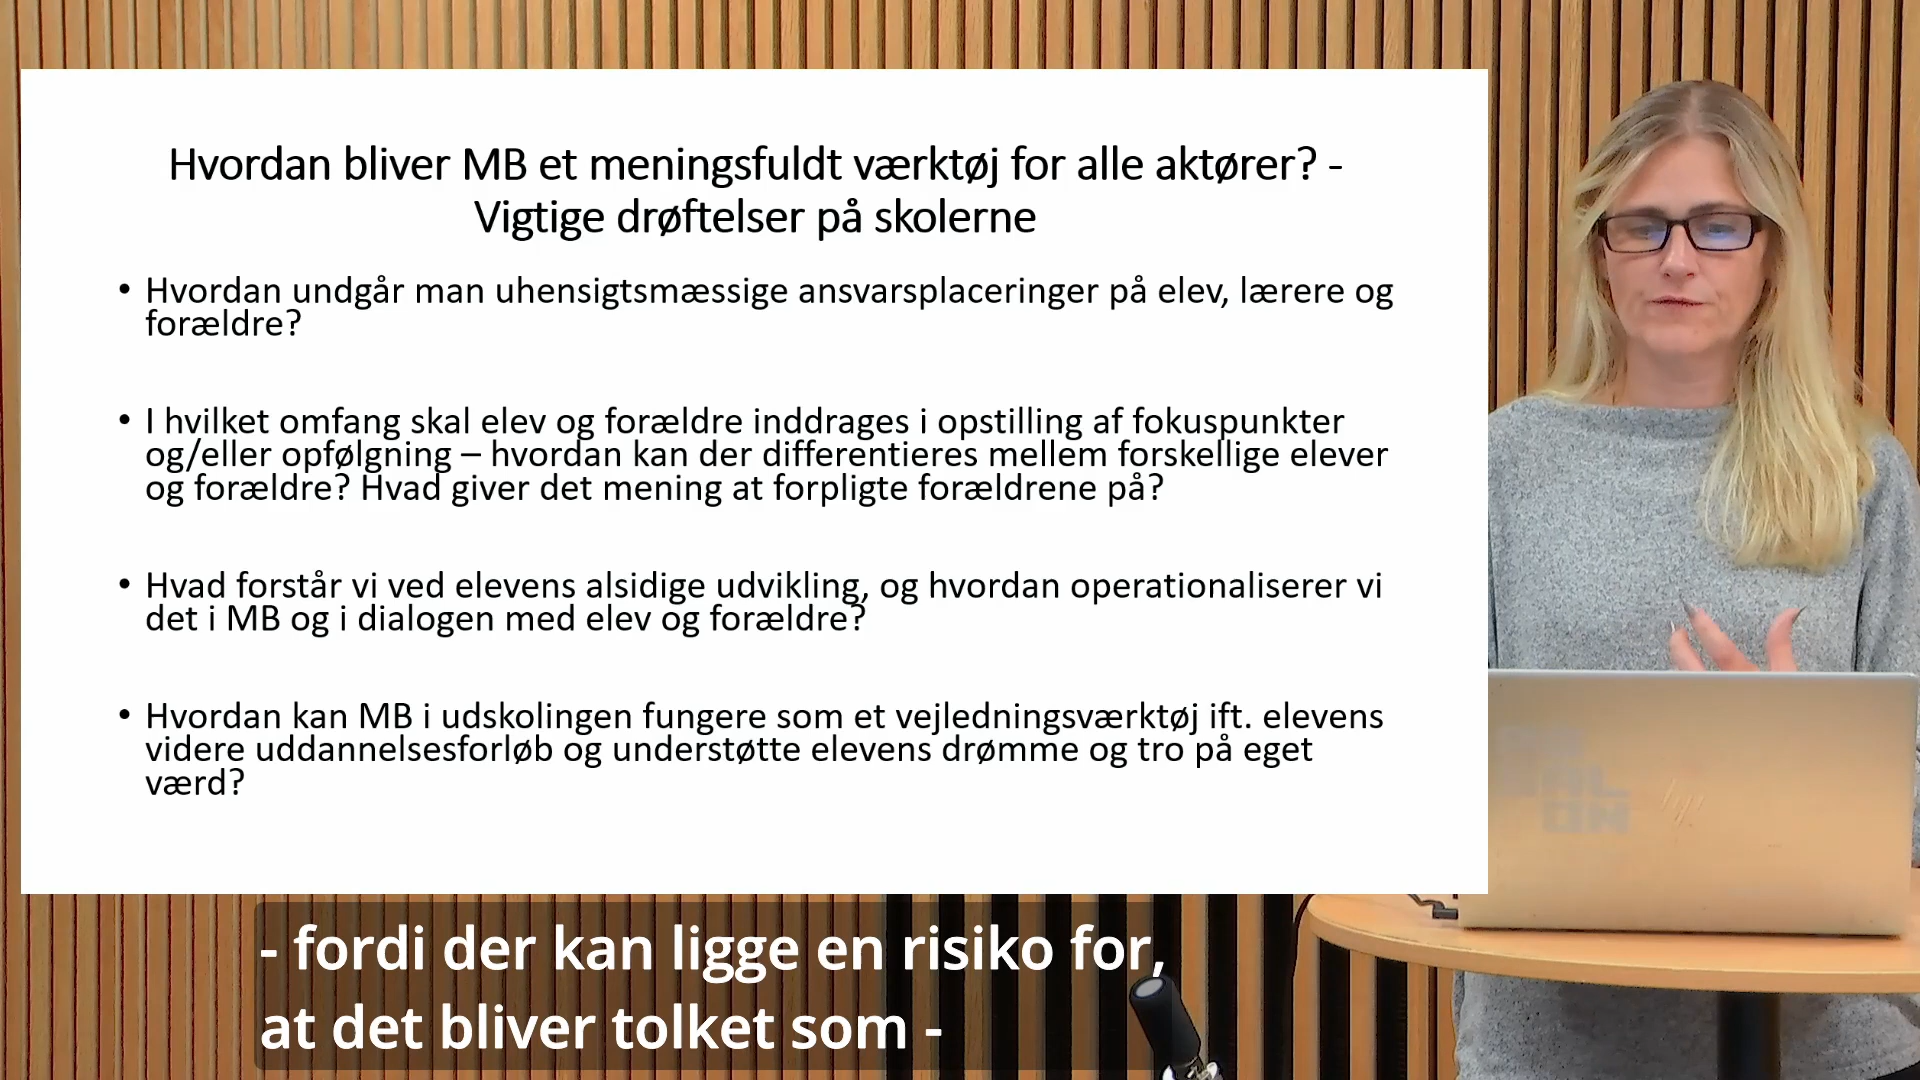 Hvordan bliver MB et meningsfuldt værktøj for alle aktører? -
Vigtige drøftelser på skolerne
• Hvordan undgår man uhensigtsmæssige ansvarsplaceringer på elev, lærere og
forældre?
• I hvilket omfang skal elev og forældre inddrages i opstilling af fokuspunkter
og/eller opfølgning – hvordan kan der differentieres mellem forskellige elever
og forældre? Hvad giver det mening at forpligte forældrene på?
• Hvad forstår vi ved elevens alsidige udvikling, og hvordan operationaliserer vi
det i MB og i dialogen med elev og forældre?
• Hvordan kan MB i udskolingen fungere som et vejledningsværktøj ift. elevens
videre uddannelsesforløb og understøtte elevens drømme og tro på eget
værd?
- fordi der kan ligge en risiko for,
at det bliver tolket som -